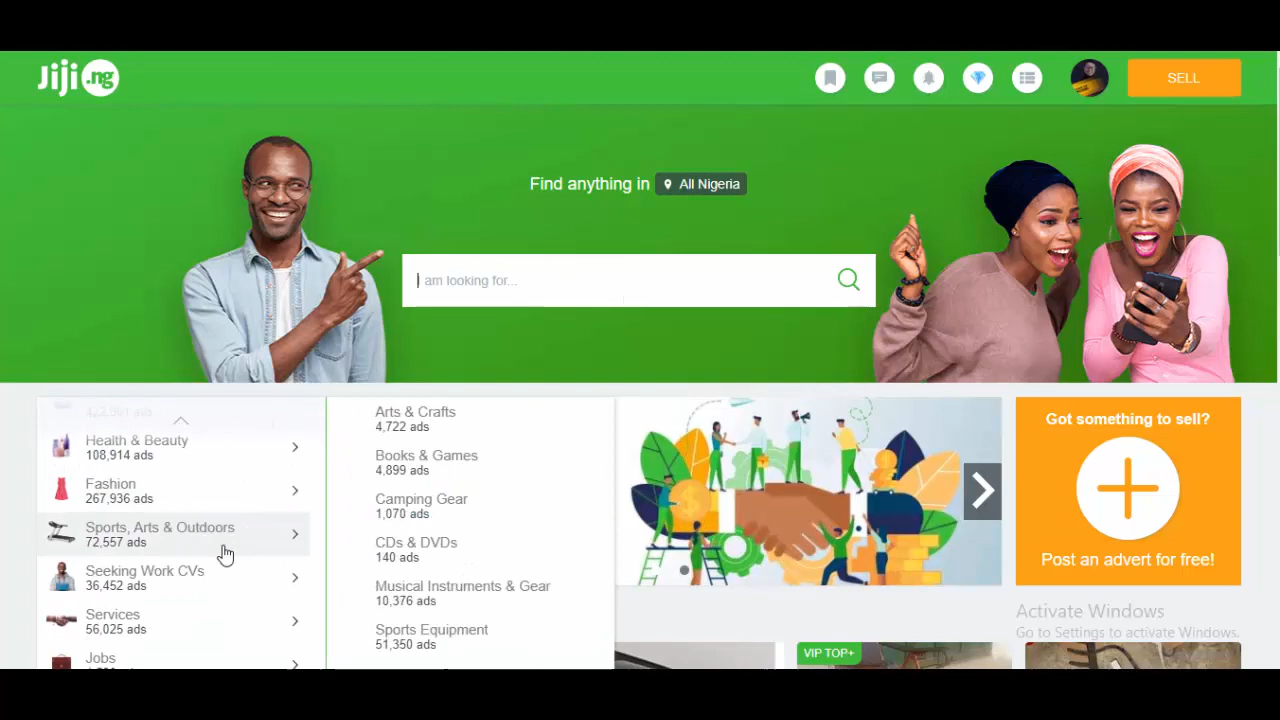 Jiji .ng
SELL
Find anything in All Nigeria
I am looking for...
422,501 ads
Health & Beauty
108,914 ads
Fashion
267,936 ads
Sports, Arts & Outdoors
72,557 ads
Seeking Work CVs
36,452 ads
Services
56,025 ads
Jobs
Arts & Crafts
4,722 ads
Books & Games
4,899 ads
Camping Gear
1,070 ads
CDs & DVDs
140 ads
Musical Instruments & Gear
10,376 ads
Sports Equipment
51,350 ads
Got something to sell?
Post an advert for free!
Activate Windows
Go to Settings to activate Windows.
VIP TOP+